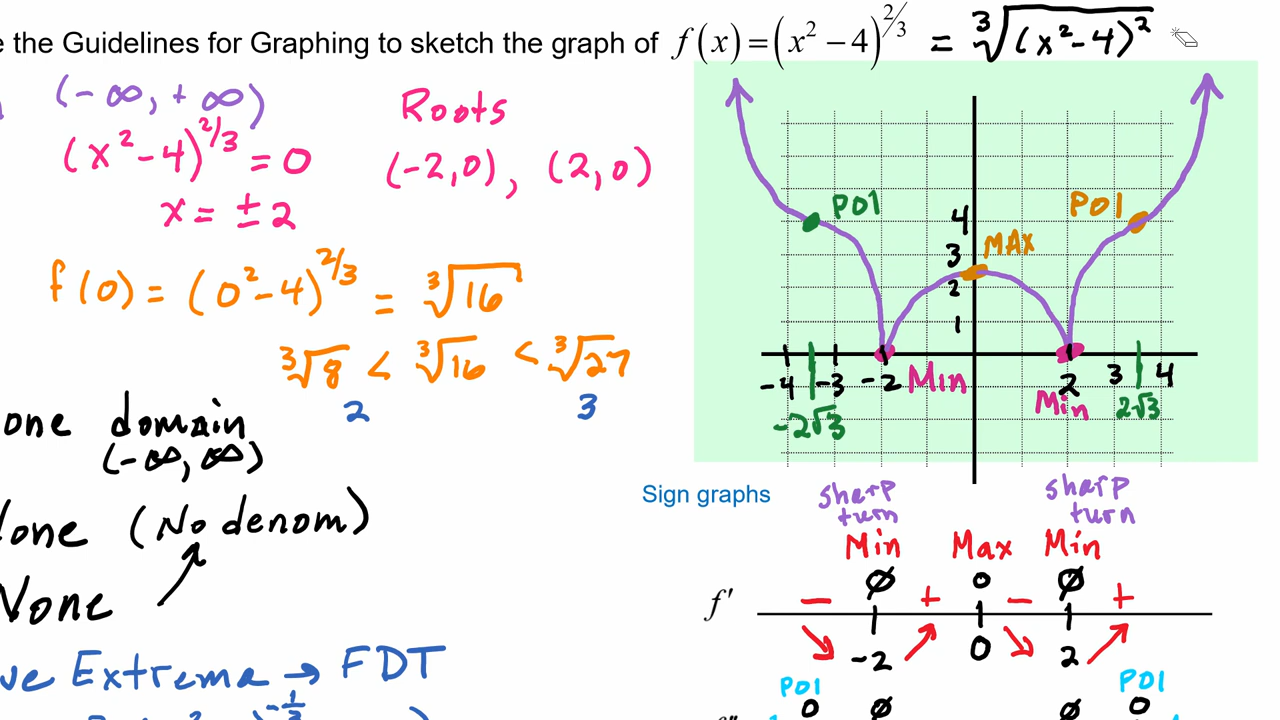 e the Guidelines for Graphing to sketch the graph of f(x)=(x²−4)^{2/3} = ∛((x²-4)²)
(-∞,+∞)
(x²-4)^{2/3} = 0
x = ±2
Roots
(-2,0), (2,0)
f(0) = (0²-4)^{2/3} = ∛16
∛8 < ∛16 < ∛27
2 3
one domain
(-∞,∞)
one (No denom)
None
ve Extrema → FDT
-1/3
POI POI
4
3 MAX
2
1
-4 -3 -2 Min 2 3 4
-2√3 Min 2√3
Sign graphs
sharp turn sharp turn
Min Max Min
Ø 0 Ø
f′ − + − +
-2 0 2
POI POI
0 Ø Ø 0